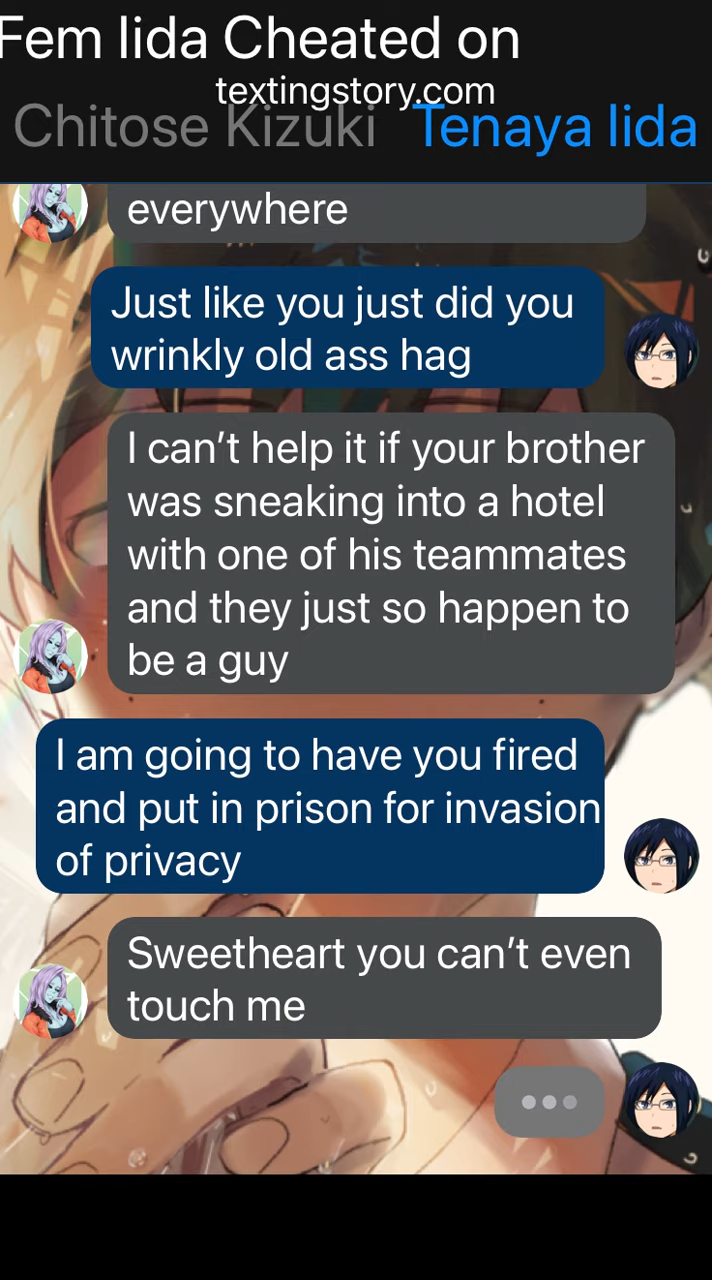 Fem Iida Cheated on
textingstory.com
Chitose Kizuki Tenaya Iida
everywhere
Just like you just did you
wrinkly old ass hag
I can’t help it if your brother
was sneaking into a hotel
with one of his teammates
and they just so happen to
be a guy
I am going to have you fired
and put in prison for invasion
of privacy
Sweetheart you can’t even
touch me